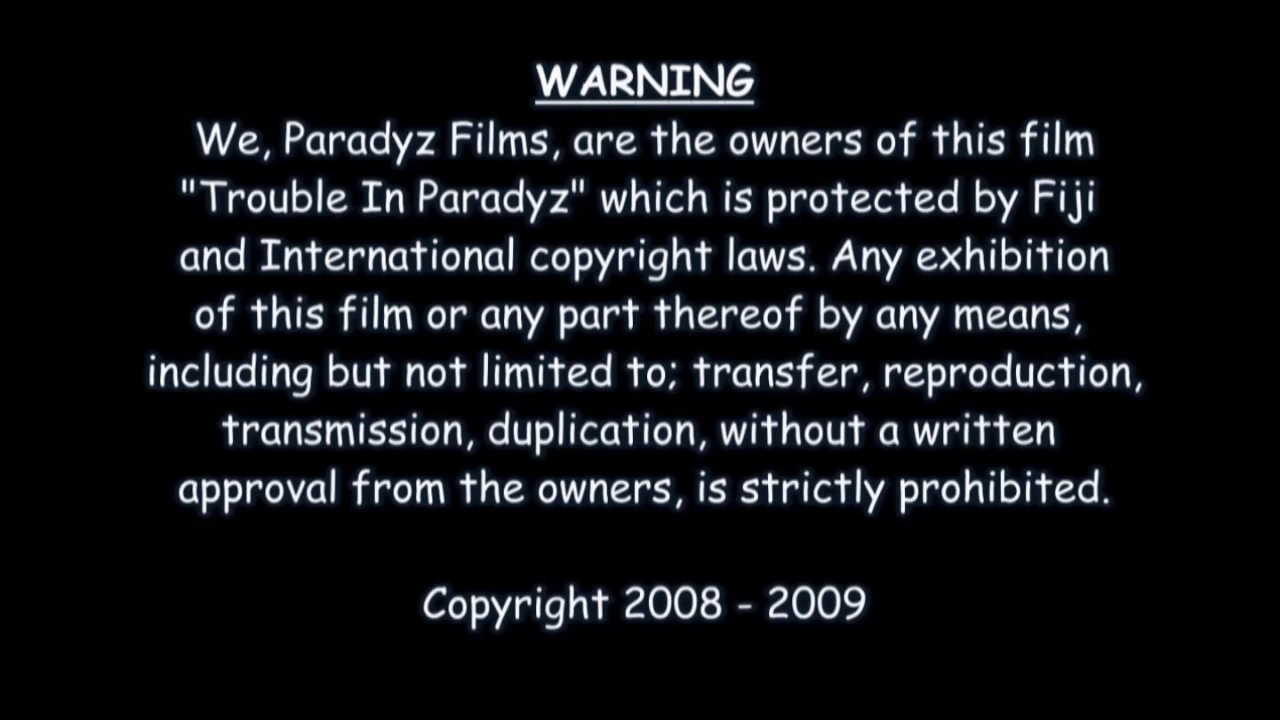 WARNING
We, Paradyz Films, are the owners of this film
"Trouble In Paradyz" which is protected by Fiji
and International copyright laws. Any exhibition
of this film or any part thereof by any means,
including but not limited to; transfer, reproduction,
transmission, duplication, without a written
approval from the owners, is strictly prohibited.
Copyright 2008 - 2009